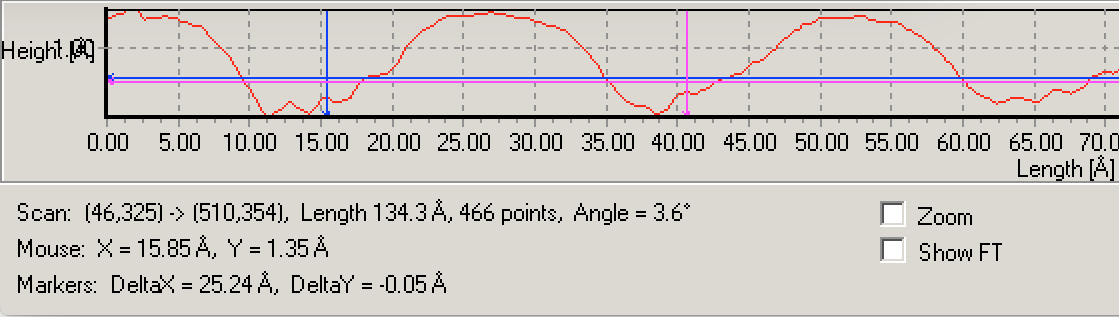 Height [Å]
0.00 5.00 10.00 15.00 20.00 25.00 30.00 35.00 40.00 45.00 50.00 55.00 60.00 65.00 70.0
Length [Å]
Scan: (46,325) -> (510,354), Length 134.3 Å, 466 points, Angle = 3.6°
Zoom
Mouse: X = 15.85 Å, Y = 1.35 Å
Show FT
Markers: DeltaX = 25.24 Å, DeltaY = -0.05 Å